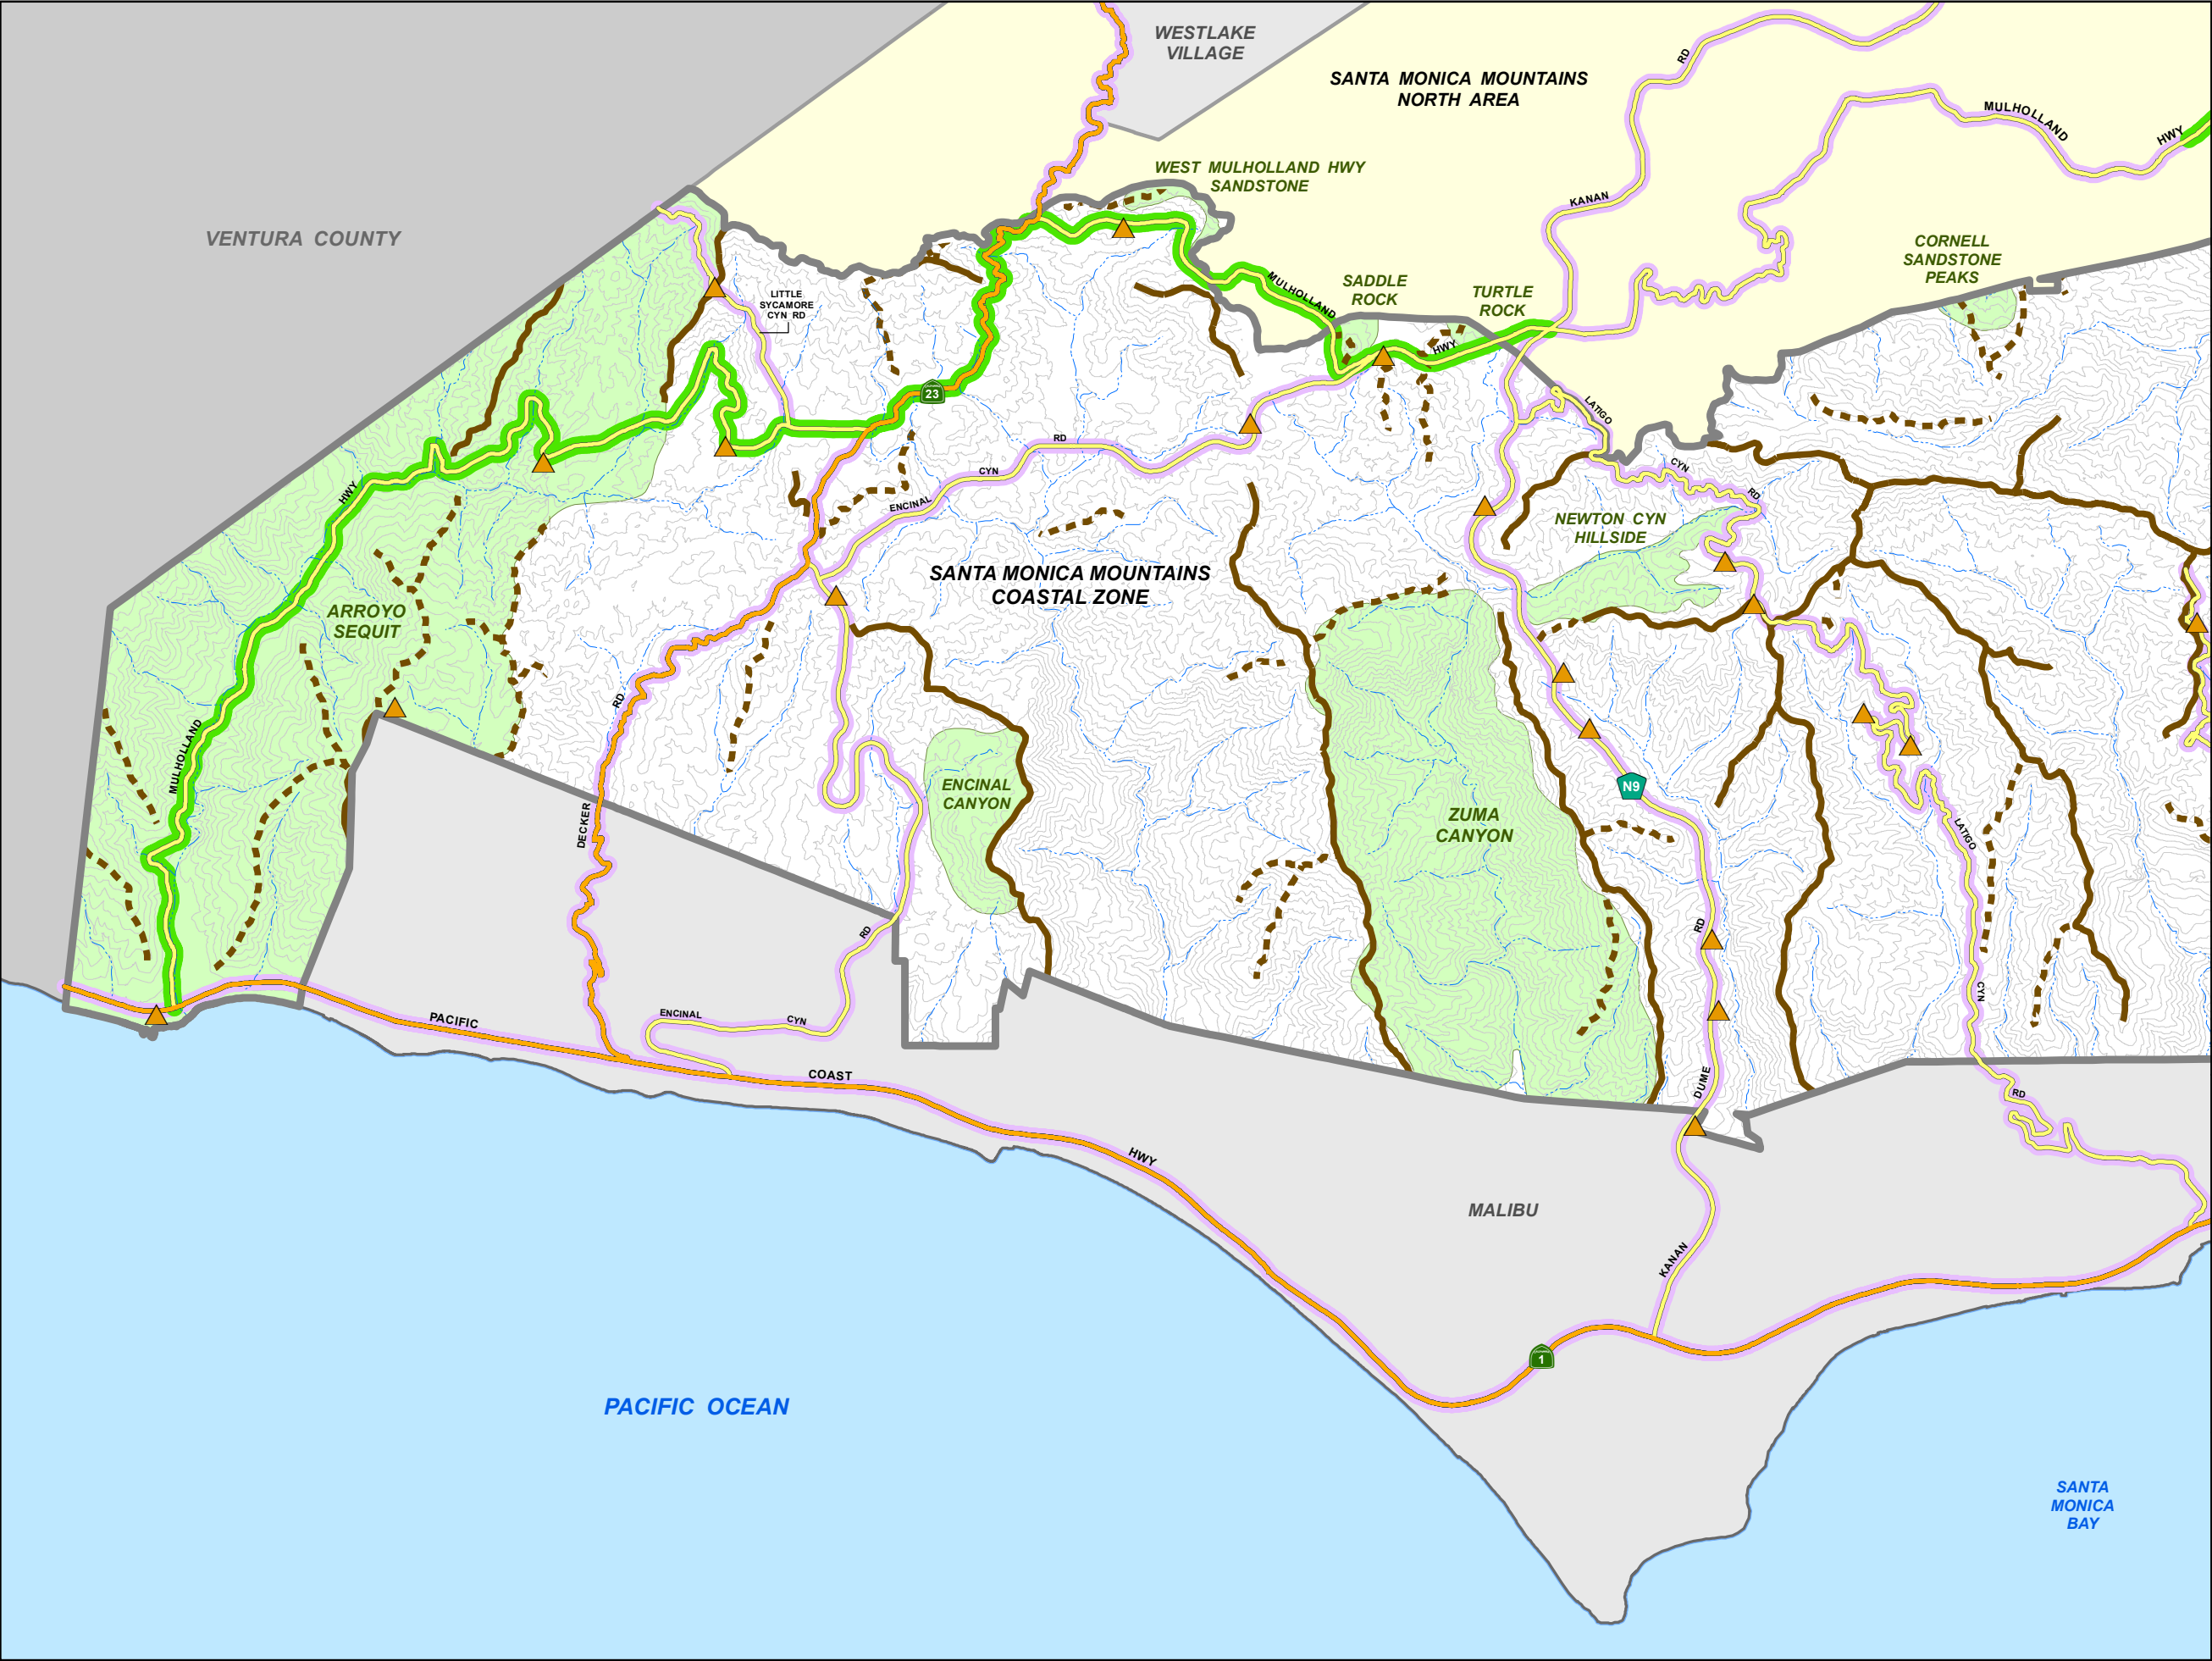 WESTLAKE
VILLAGE
SANTA MONICA MOUNTAINS
NORTH AREA
RD
MULHOLLAND
HWY
WEST MULHOLLAND HWY
SANDSTONE
KANAN
VENTURA COUNTY
CORNELL
SANDSTONE
PEAKS
SADDLE
ROCK
TURTLE
ROCK
LITTLE
SYCAMORE
CYN RD
MULHOLLAND
HWY
23
LATIGO
RD
CYN
ENCINAL
CYN
RD
HWY
NEWTON CYN
HILLSIDE
SANTA MONICA MOUNTAINS
COASTAL ZONE
ARROYO
SEQUIT
RD
MULHOLLAND
ENCINAL
CANYON
N9
ZUMA
CANYON
DECKER
LATIGO
RD
RD
CYN
ENCINAL
CYN
PACIFIC
COAST
DUME
RD
HWY
MALIBU
KANAN
1
PACIFIC OCEAN
SANTA
MONICA
BAY